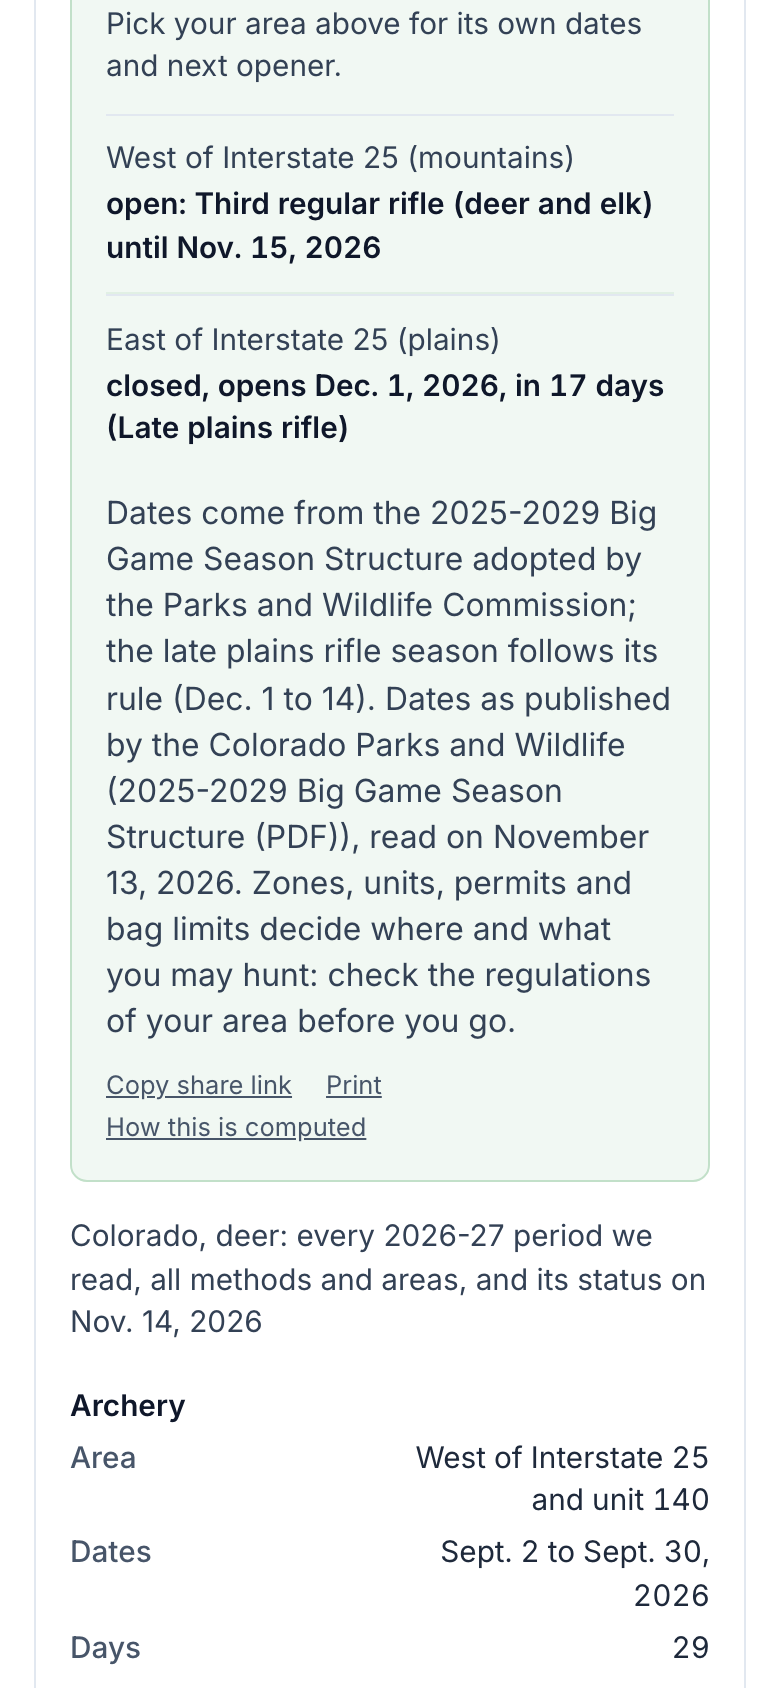 Pick your area above for its own dates
and next opener.
West of Interstate 25 (mountains)
open: Third regular rifle (deer and elk)
until Nov. 15, 2026
East of Interstate 25 (plains)
closed, opens Dec. 1, 2026, in 17 days
(Late plains rifle)
Dates come from the 2025-2029 Big
Game Season Structure adopted by
the Parks and Wildlife Commission;
the late plains rifle season follows its
rule (Dec. 1 to 14). Dates as published
by the Colorado Parks and Wildlife
(2025-2029 Big Game Season
Structure (PDF)), read on November
13, 2026. Zones, units, permits and
bag limits decide where and what
you may hunt: check the regulations
of your area before you go.
Copy share link Print
How this is computed
Colorado, deer: every 2026-27 period we
read, all methods and areas, and its status on
Nov. 14, 2026
Archery
Area West of Interstate 25
and unit 140
Dates Sept. 2 to Sept. 30,
2026
Days 29